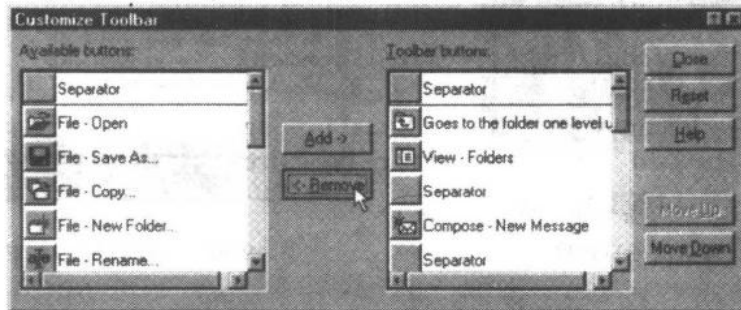 Customize Toolbar
Available buttons:
Separator
File - Open
File - Save As...
File - Copy...
File - New Folder...
File - Rename...
Add ->
<- Remove
Toolbar buttons:
Separator
Goes to the folder one level u
View - Folders
Separator
Compose - New Message
Separator
Close
Reset
Help
Move Up
Move Down